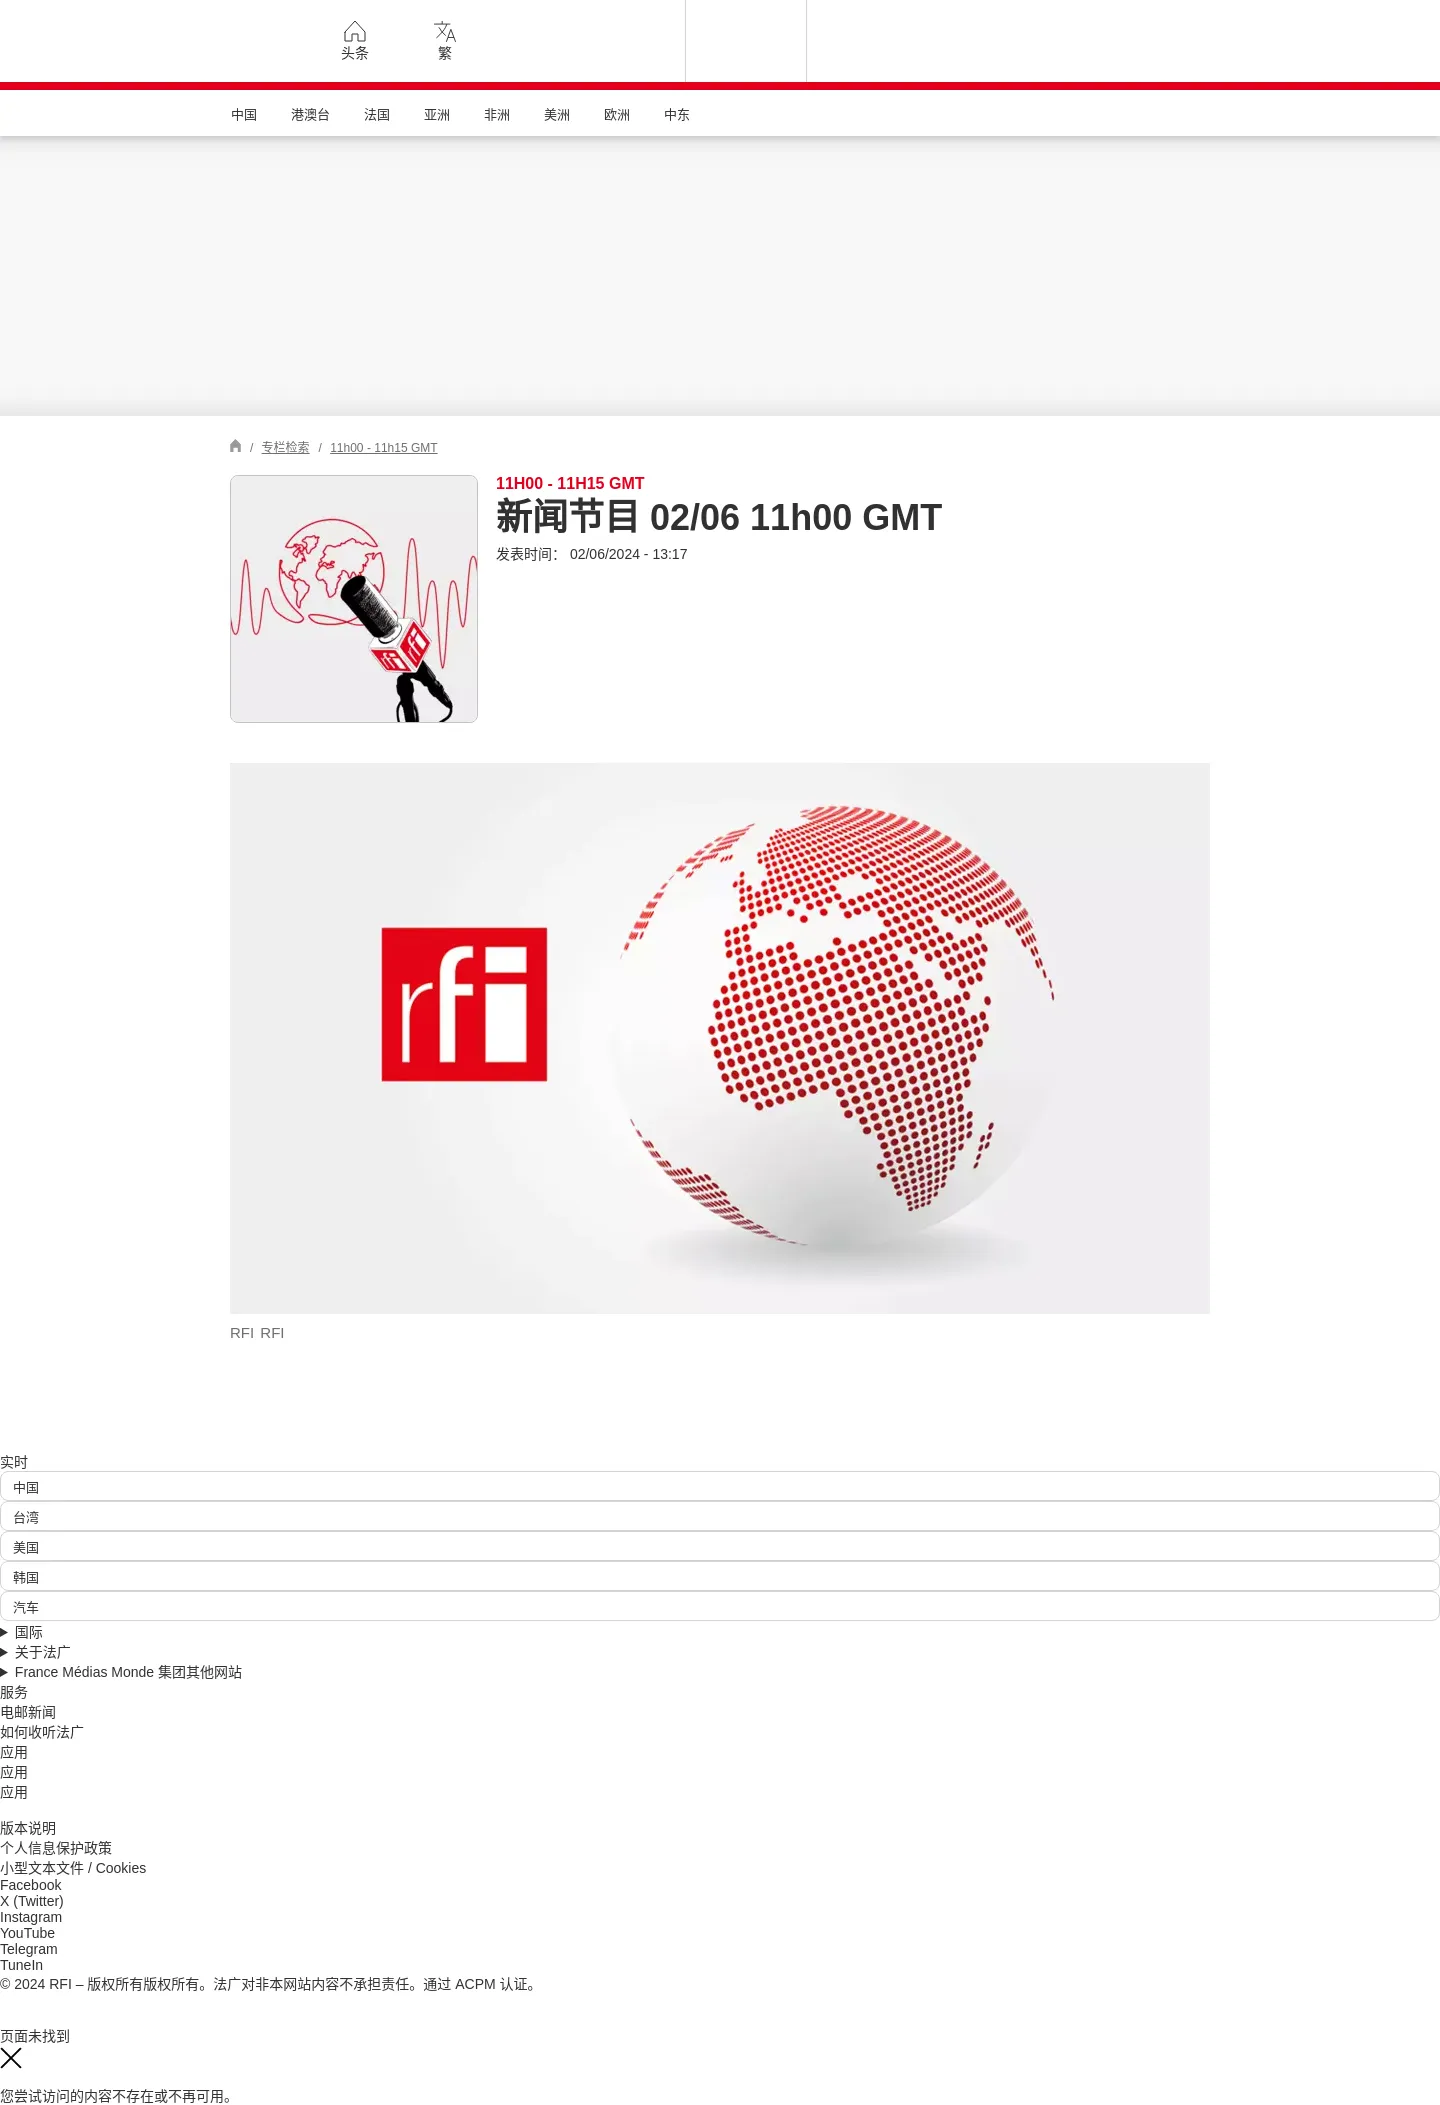 头条
繁
中国
港澳台
法国
亚洲
非洲
美洲
欧洲
中东
/ 专栏检索 / 11h00 - 11h15 GMT
11H00 - 11H15 GMT
新闻节目 02/06 11h00 GMT
发表时间： 02/06/2024 - 13:17
rfi
rfi
rfi
RFI RFI
实时
中国
台湾
美国
韩国
汽车
国际
关于法广
France Médias Monde 集团其他网站
服务
电邮新闻
如何收听法广
应用
应用
应用
版本说明
个人信息保护政策
小型文本文件 / Cookies
Facebook
X (Twitter)
Instagram
YouTube
Telegram
TuneIn
© 2024 RFI – 版权所有版权所有。法广对非本网站内容不承担责任。通过 ACPM 认证。
页面未找到
您尝试访问的内容不存在或不再可用。